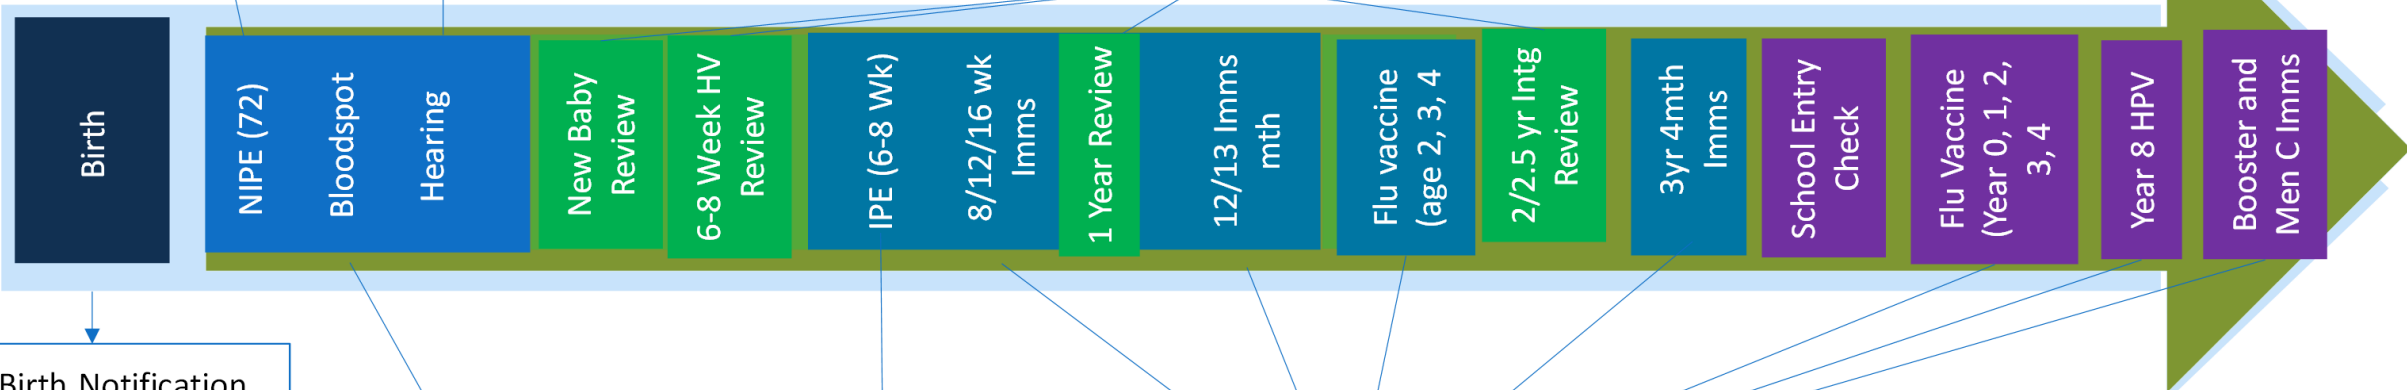 Birth
NIPE (72)
Bloodspot
Hearing
New Baby
Review
6-8 Week HV
Review
IPE (6-8 Wk)
8/12/16 wk
Imms
1 Year Review
12/13 Imms
mth
Flu vaccine
(age 2, 3, 4
2/2.5 yr Intg
Review
3yr 4mth
Imms
School Entry
Check
Flu Vaccine
(Year 0, 1, 2,
3, 4
Year 8 HPV
Booster and
Men C Imms
Birth Notification